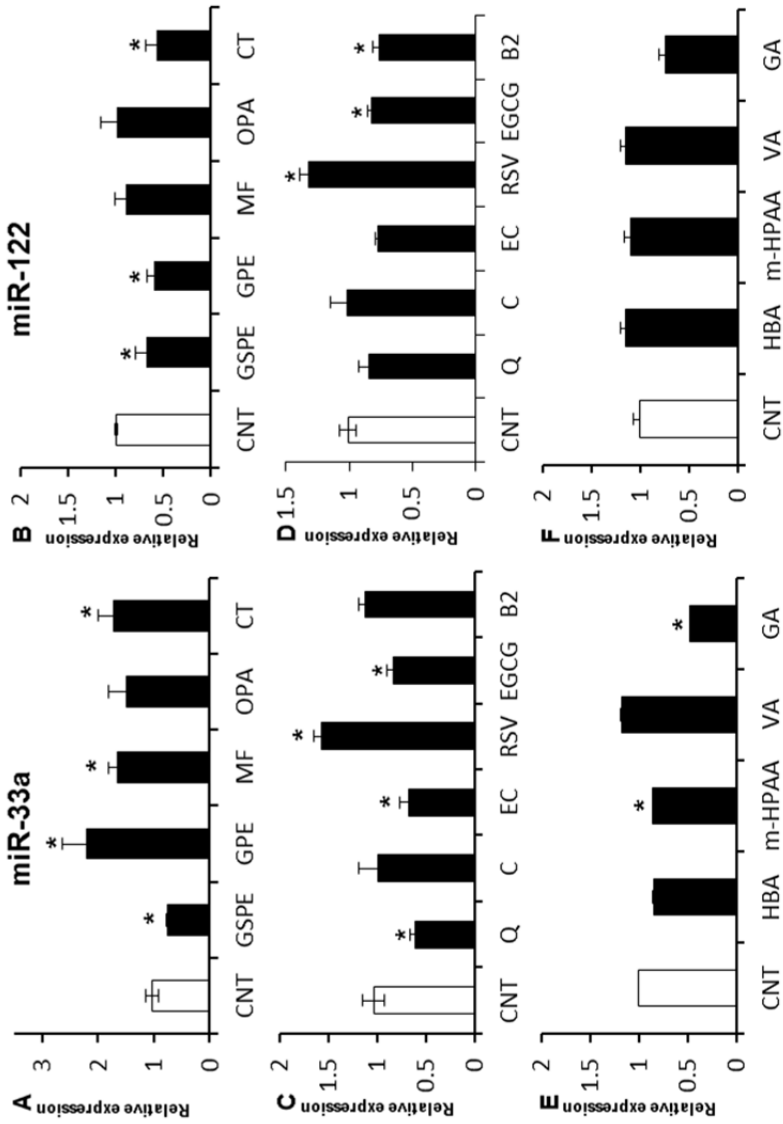 miR-33a
A
Relative expression
3
2
1
0
* * * *
CNT GSPE GPE MF OPA CT
miR-122
B
Relative expression
2
1.5
1
0.5
0
* * *
CNT GSPE GPE MF OPA CT
C
Relative expression
2
1.5
1
0.5
0
* * * *
CNT Q C EC RSV EGCG B2
D
Relative expression
1.5
1
0.5
0
* * *
CNT Q C EC RSV EGCG B2
E
Relative expression
2
1.5
1
0.5
0
* *
CNT HBA m-HPAA VA GA
F
Relative expression
2
1.5
1
0.5
0
CNT HBA m-HPAA VA GA